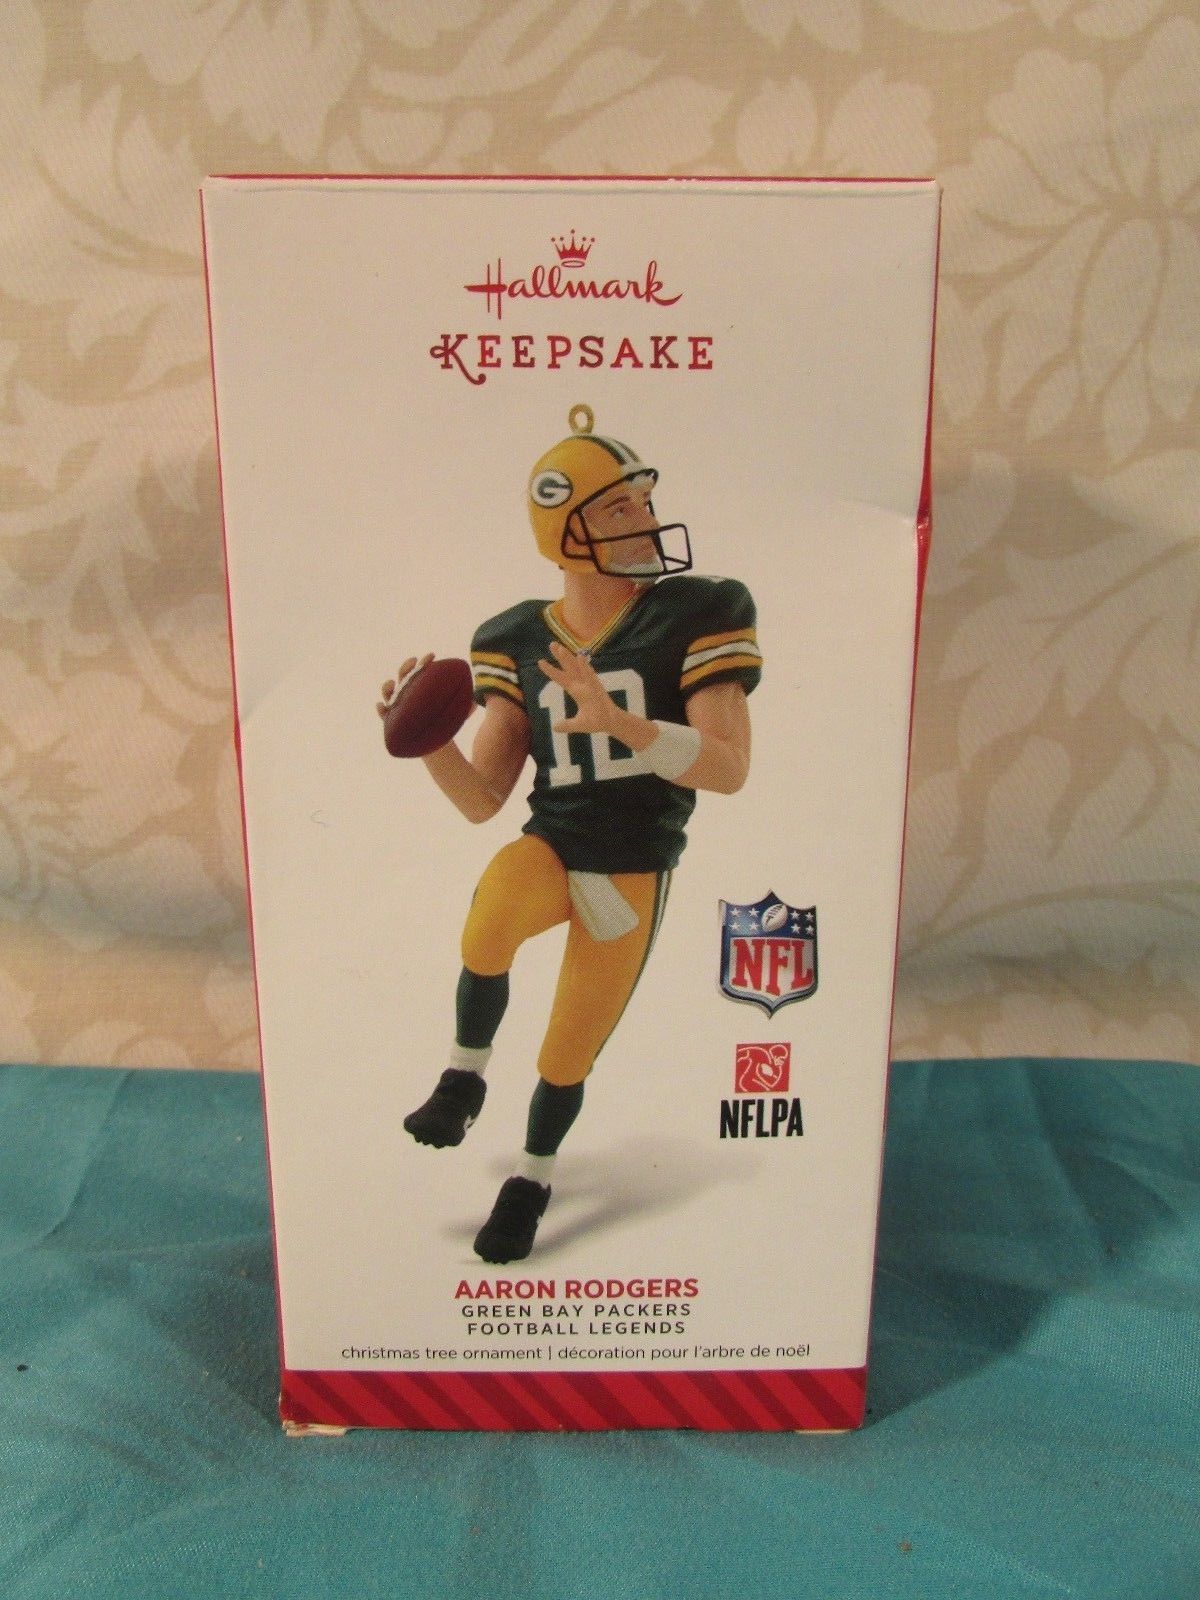 Hallmark
KEEPSAKE
G
12
NFL
NFLPA
AARON RODGERS
GREEN BAY PACKERS
FOOTBALL LEGENDS
christmas tree ornament | décoration pour l'arbre de noël